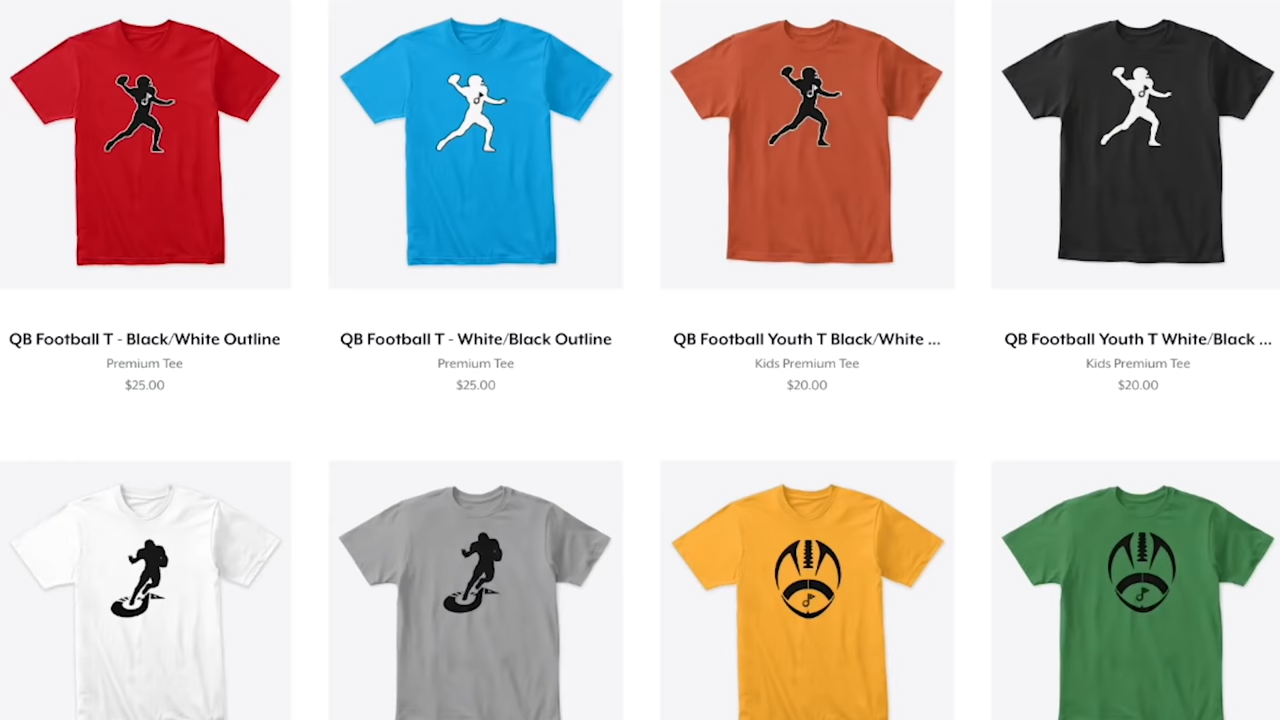 QB Football T - Black/White Outline
Premium Tee
$25.00
QB Football T - White/Black Outline
Premium Tee
$25.00
QB Football Youth T Black/White ...
Kids Premium Tee
$20.00
QB Football Youth T White/Black ...
Kids Premium Tee
$20.00